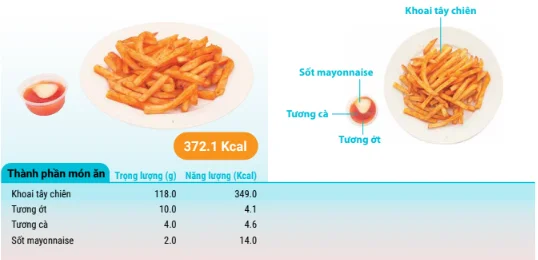 Khoai tây chiên
Sốt mayonnaise
Tương cà
Tương ớt
372.1 Kcal
Thành phần món ăn Trọng lượng (g) Năng lượng (Kcal)
Khoai tây chiên 118.0 349.0
Tương ớt 10.0 4.1
Tương cà 4.0 4.6
Sốt mayonnaise 2.0 14.0